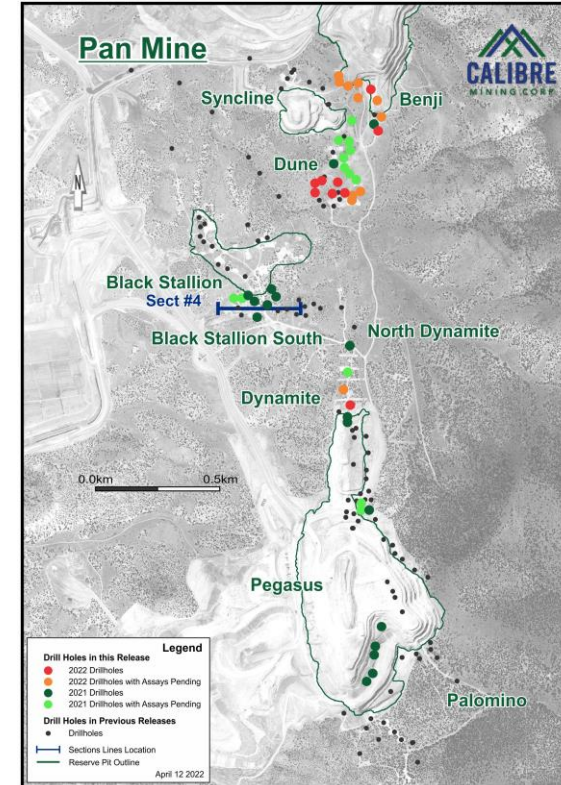 Pan Mine
CALIBRE
MINING CORP
Syncline
Benji
Dune
N
Black Stallion
Sect #4
Black Stallion South
North Dynamite
Dynamite
0.0km 0.5km
Pegasus
Palomino
Legend
Drill Holes in this Release
2022 Drillholes
2022 Drillholes with Assays Pending
2021 Drillholes
2021 Drillholes with Assays Pending
Drill Holes in Previous Releases
Drillholes
Sections Lines Location
Reserve Pit Outline
April 12 2022